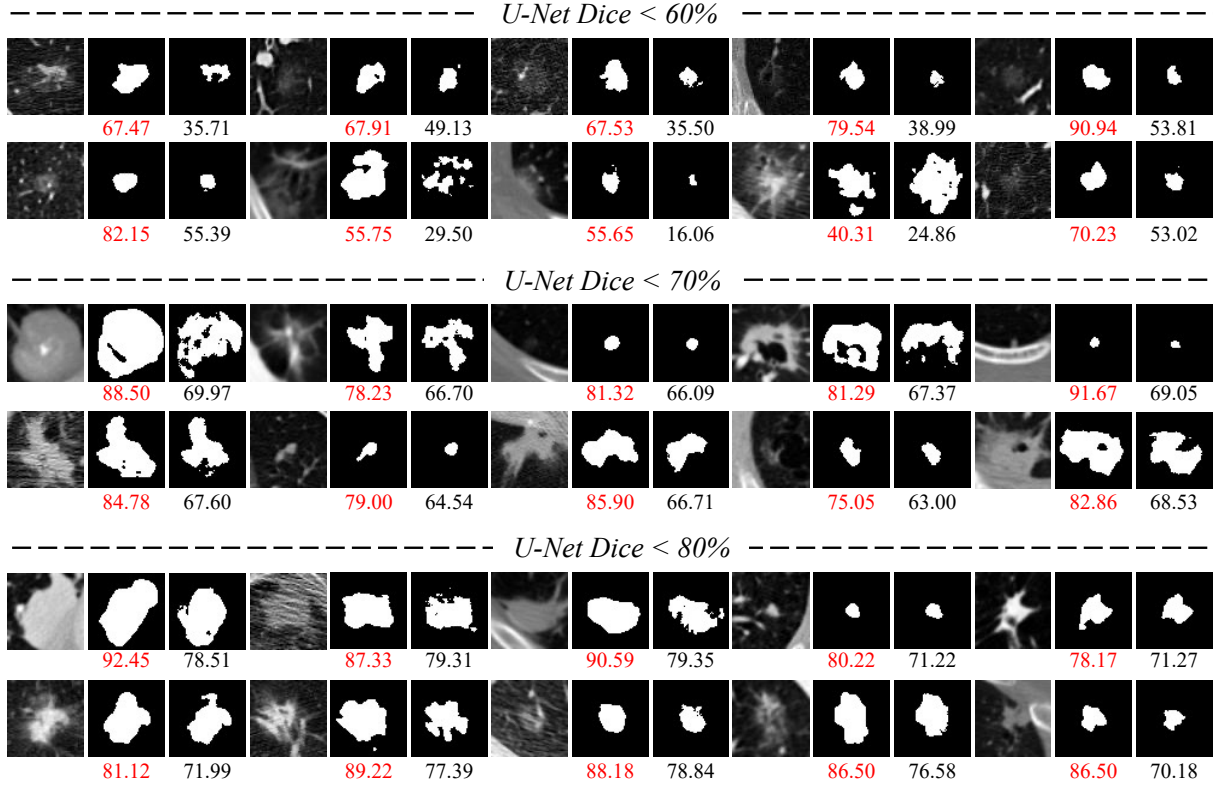 U-Net Dice < 60%
67.47 35.71 67.91 49.13 67.53 35.50 79.54 38.99 90.94 53.81
82.15 55.39 55.75 29.50 55.65 16.06 40.31 24.86 70.23 53.02
U-Net Dice < 70%
88.50 69.97 78.23 66.70 81.32 66.09 81.29 67.37 91.67 69.05
84.78 67.60 79.00 64.54 85.90 66.71 75.05 63.00 82.86 68.53
U-Net Dice < 80%
92.45 78.51 87.33 79.31 90.59 79.35 80.22 71.22 78.17 71.27
81.12 71.99 89.22 77.39 88.18 78.84 86.50 76.58 86.50 70.18